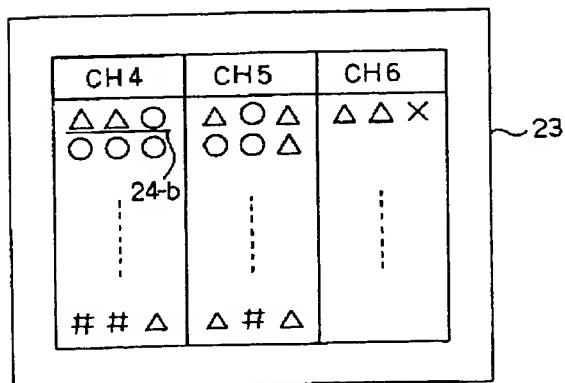 CH4 CH5 CH6
△ △ ○ △ ○ △ △ △ ×
○ ○ ○ ○ ○ △
24-b
# # △ △ # △
23